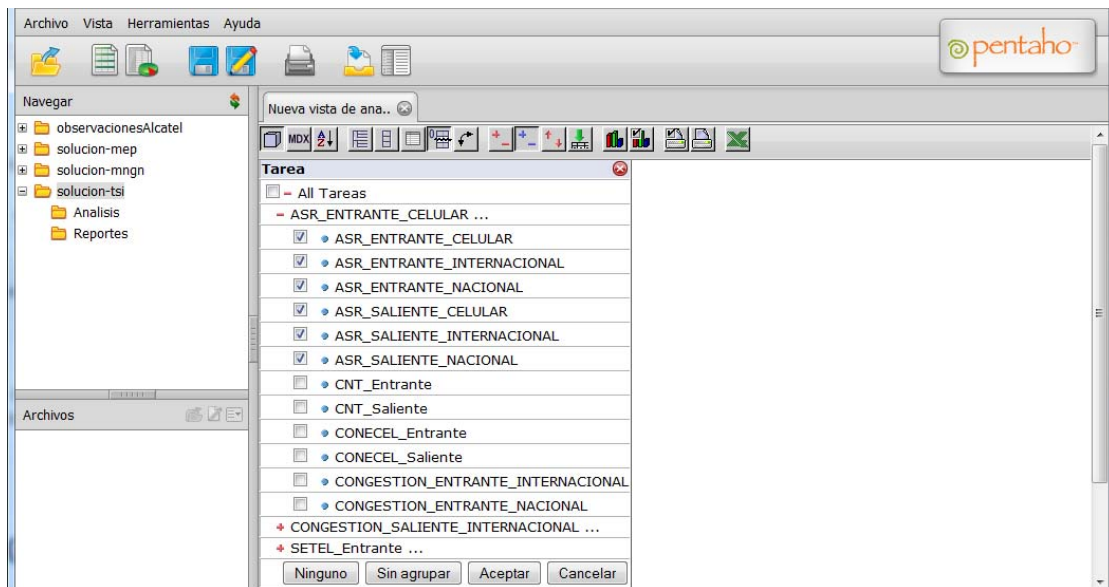 Archivo Vista Herramientas Ayuda
pentaho
Navegar
observacionesAlcatel
solucion-mep
solucion-mngn
solucion-tsi
Analisis
Reportes
Archivos
Nueva vista de ana..
MDX
Tarea
All Tareas
ASR_ENTRANTE_CELULAR ...
ASR_ENTRANTE_CELULAR
ASR_ENTRANTE_INTERNACIONAL
ASR_ENTRANTE_NACIONAL
ASR_SALIENTE_CELULAR
ASR_SALIENTE_INTERNACIONAL
ASR_SALIENTE_NACIONAL
CNT_Entrante
CNT_Saliente
CONECEL_Entrante
CONECEL_Saliente
CONGESTION_ENTRANTE_INTERNACIONAL
CONGESTION_ENTRANTE_NACIONAL
CONGESTION_SALIENTE_INTERNACIONAL ...
SETEL_Entrante ...
Ninguno Sin agrupar Aceptar Cancelar